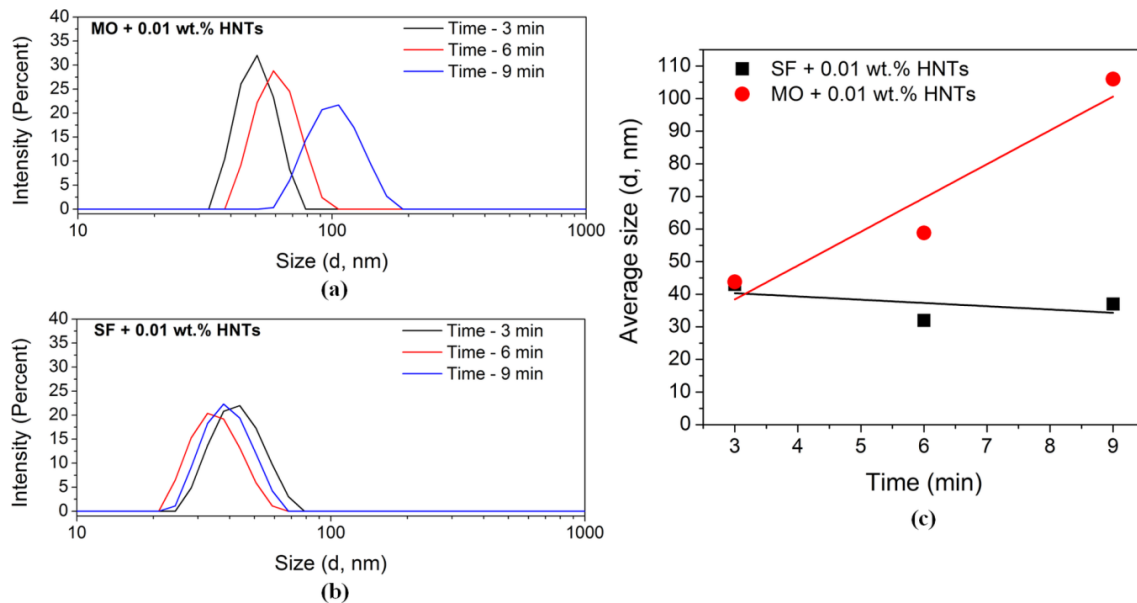 MO + 0.01 wt.% HNTs
Time - 3 min
Time - 6 min
Time - 9 min
40
35
30
25
20
15
10
5
0
Intensity (Percent)
10
100
1000
Size (d, nm)
(a)
SF + 0.01 wt.% HNTs
Time - 3 min
Time - 6 min
Time - 9 min
40
35
30
25
20
15
10
5
0
Intensity (Percent)
10
100
1000
Size (d, nm)
(b)
SF + 0.01 wt.% HNTs
MO + 0.01 wt.% HNTs
110
100
90
80
70
60
50
40
30
20
10
0
Average size (d, nm)
3
4
5
6
7
8
9
Time (min)
(c)